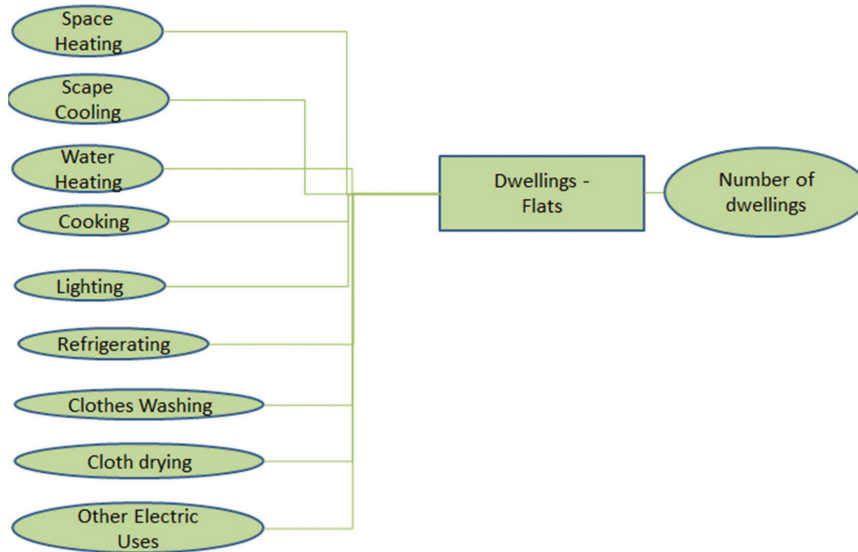 Space
Heating
Scape
Cooling
Water
Heating
Cooking
Lighting
Refrigerating
Clothes Washing
Cloth drying
Other Electric
Uses
Dwellings -
Flats
Number of
dwellings